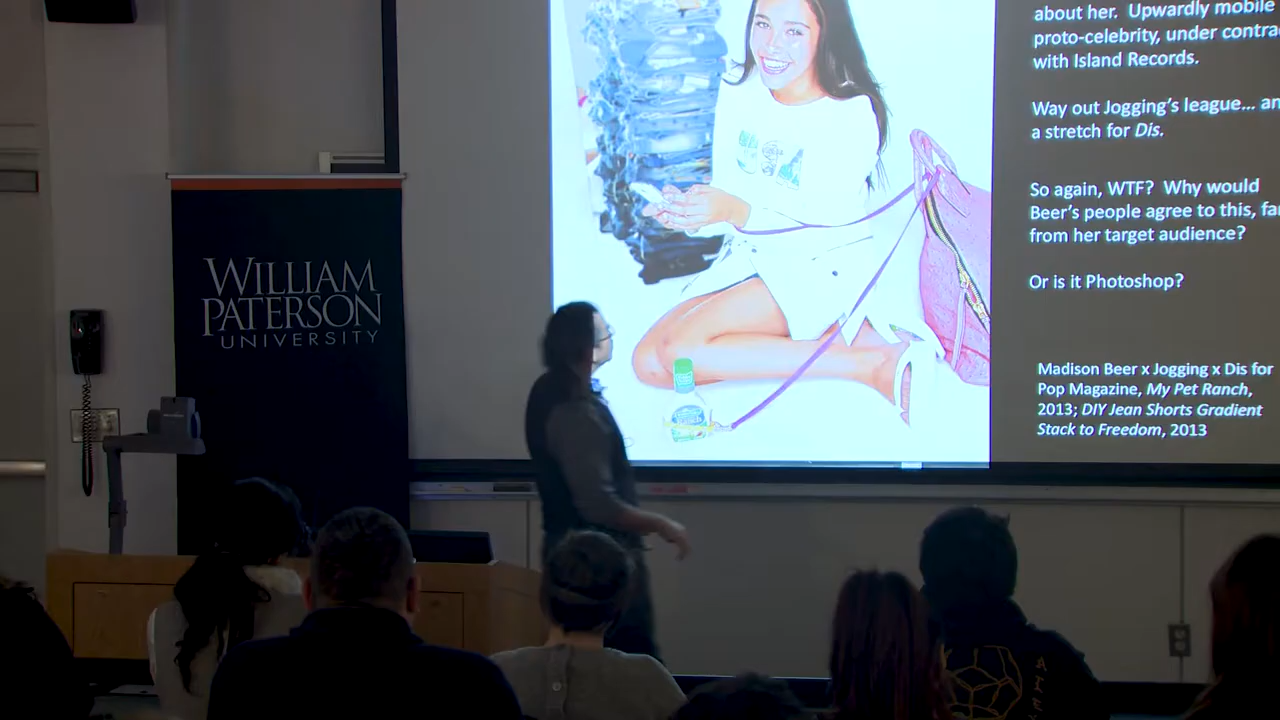 about her. Upwardly mobile
proto-celebrity, under
with Island Records.
Way out Jogging's league...
a stretch for Dis.
So again, WTF? Why would
Beer's people agree to this,
from her target audience?
Or is it Photoshop?
Madison Beer x Jogging x Dis for
Pop Magazine, My Pet Ranch,
2013; DIY Jean Shorts Gradient
Stack to Freedom, 2013
WILLIAM
PATERSON
UNIVERSITY